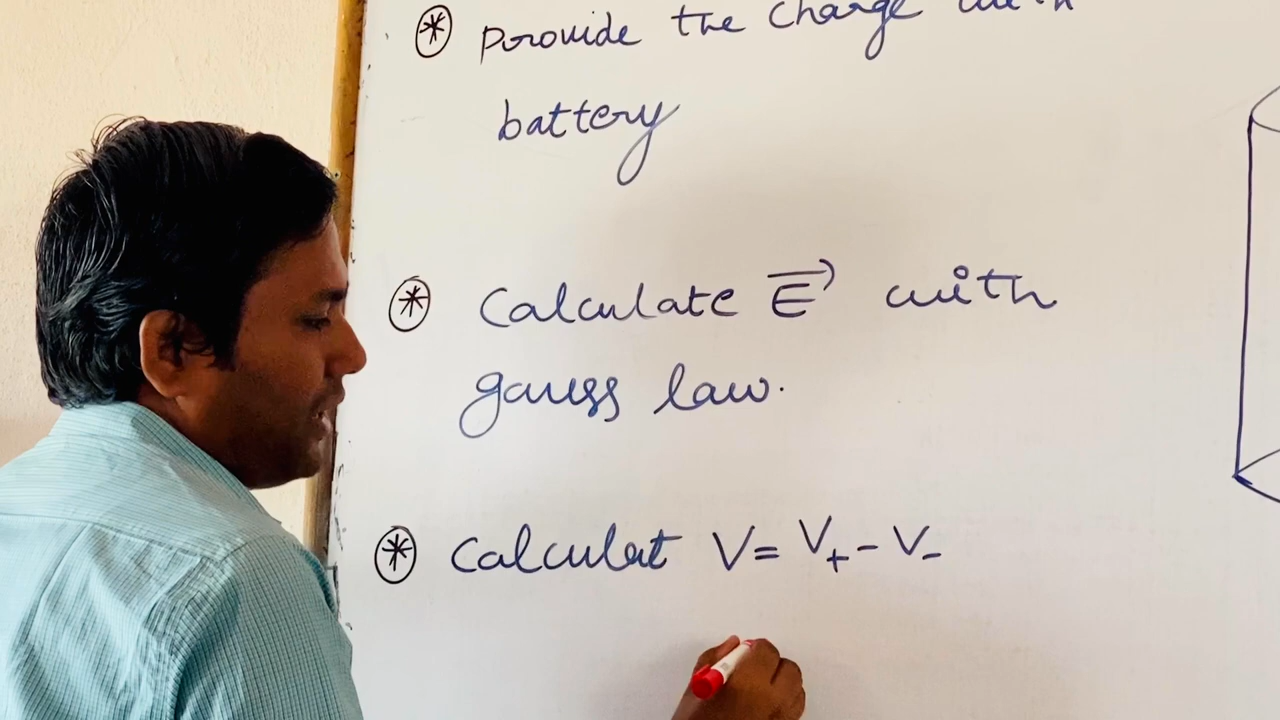 * provide the charge with
battery
* Calculate E⃗ with
gauss law.
* Calculat V = V₊ - V₋